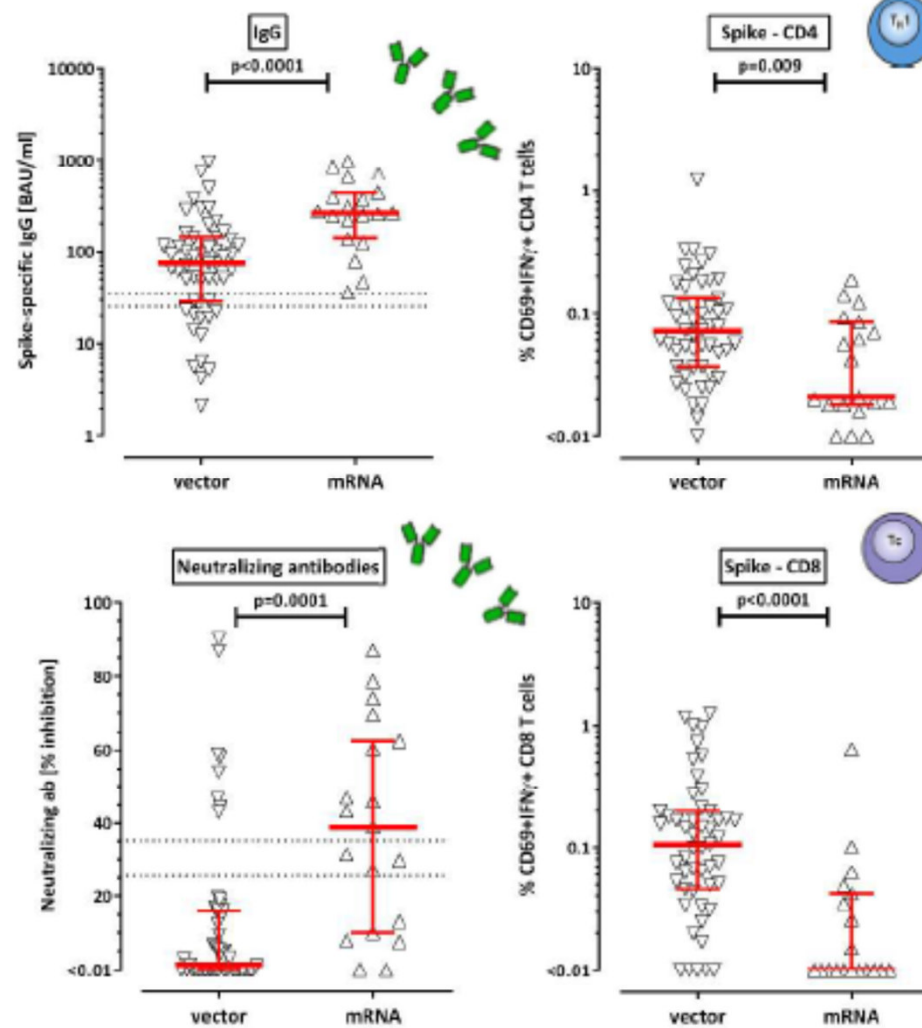 IgG
p<0.0001
Spike-specific IgG [BAU/ml]
10000
1000
100
10
1
vector
mRNA
Spike - CD4
TH1
p=0.009
% CD69+IFNγ+ CD4 T cells
10
1
0.1
<0.01
vector
mRNA
Neutralizing antibodies
p=0.0001
Neutralizing ab [% inhibition]
100
80
60
40
20
<0.01
vector
mRNA
Spike - CD8
Tc
p<0.0001
% CD69+IFNγ+ CD8 T cells
10
1
0.1
<0.01
vector
mRNA